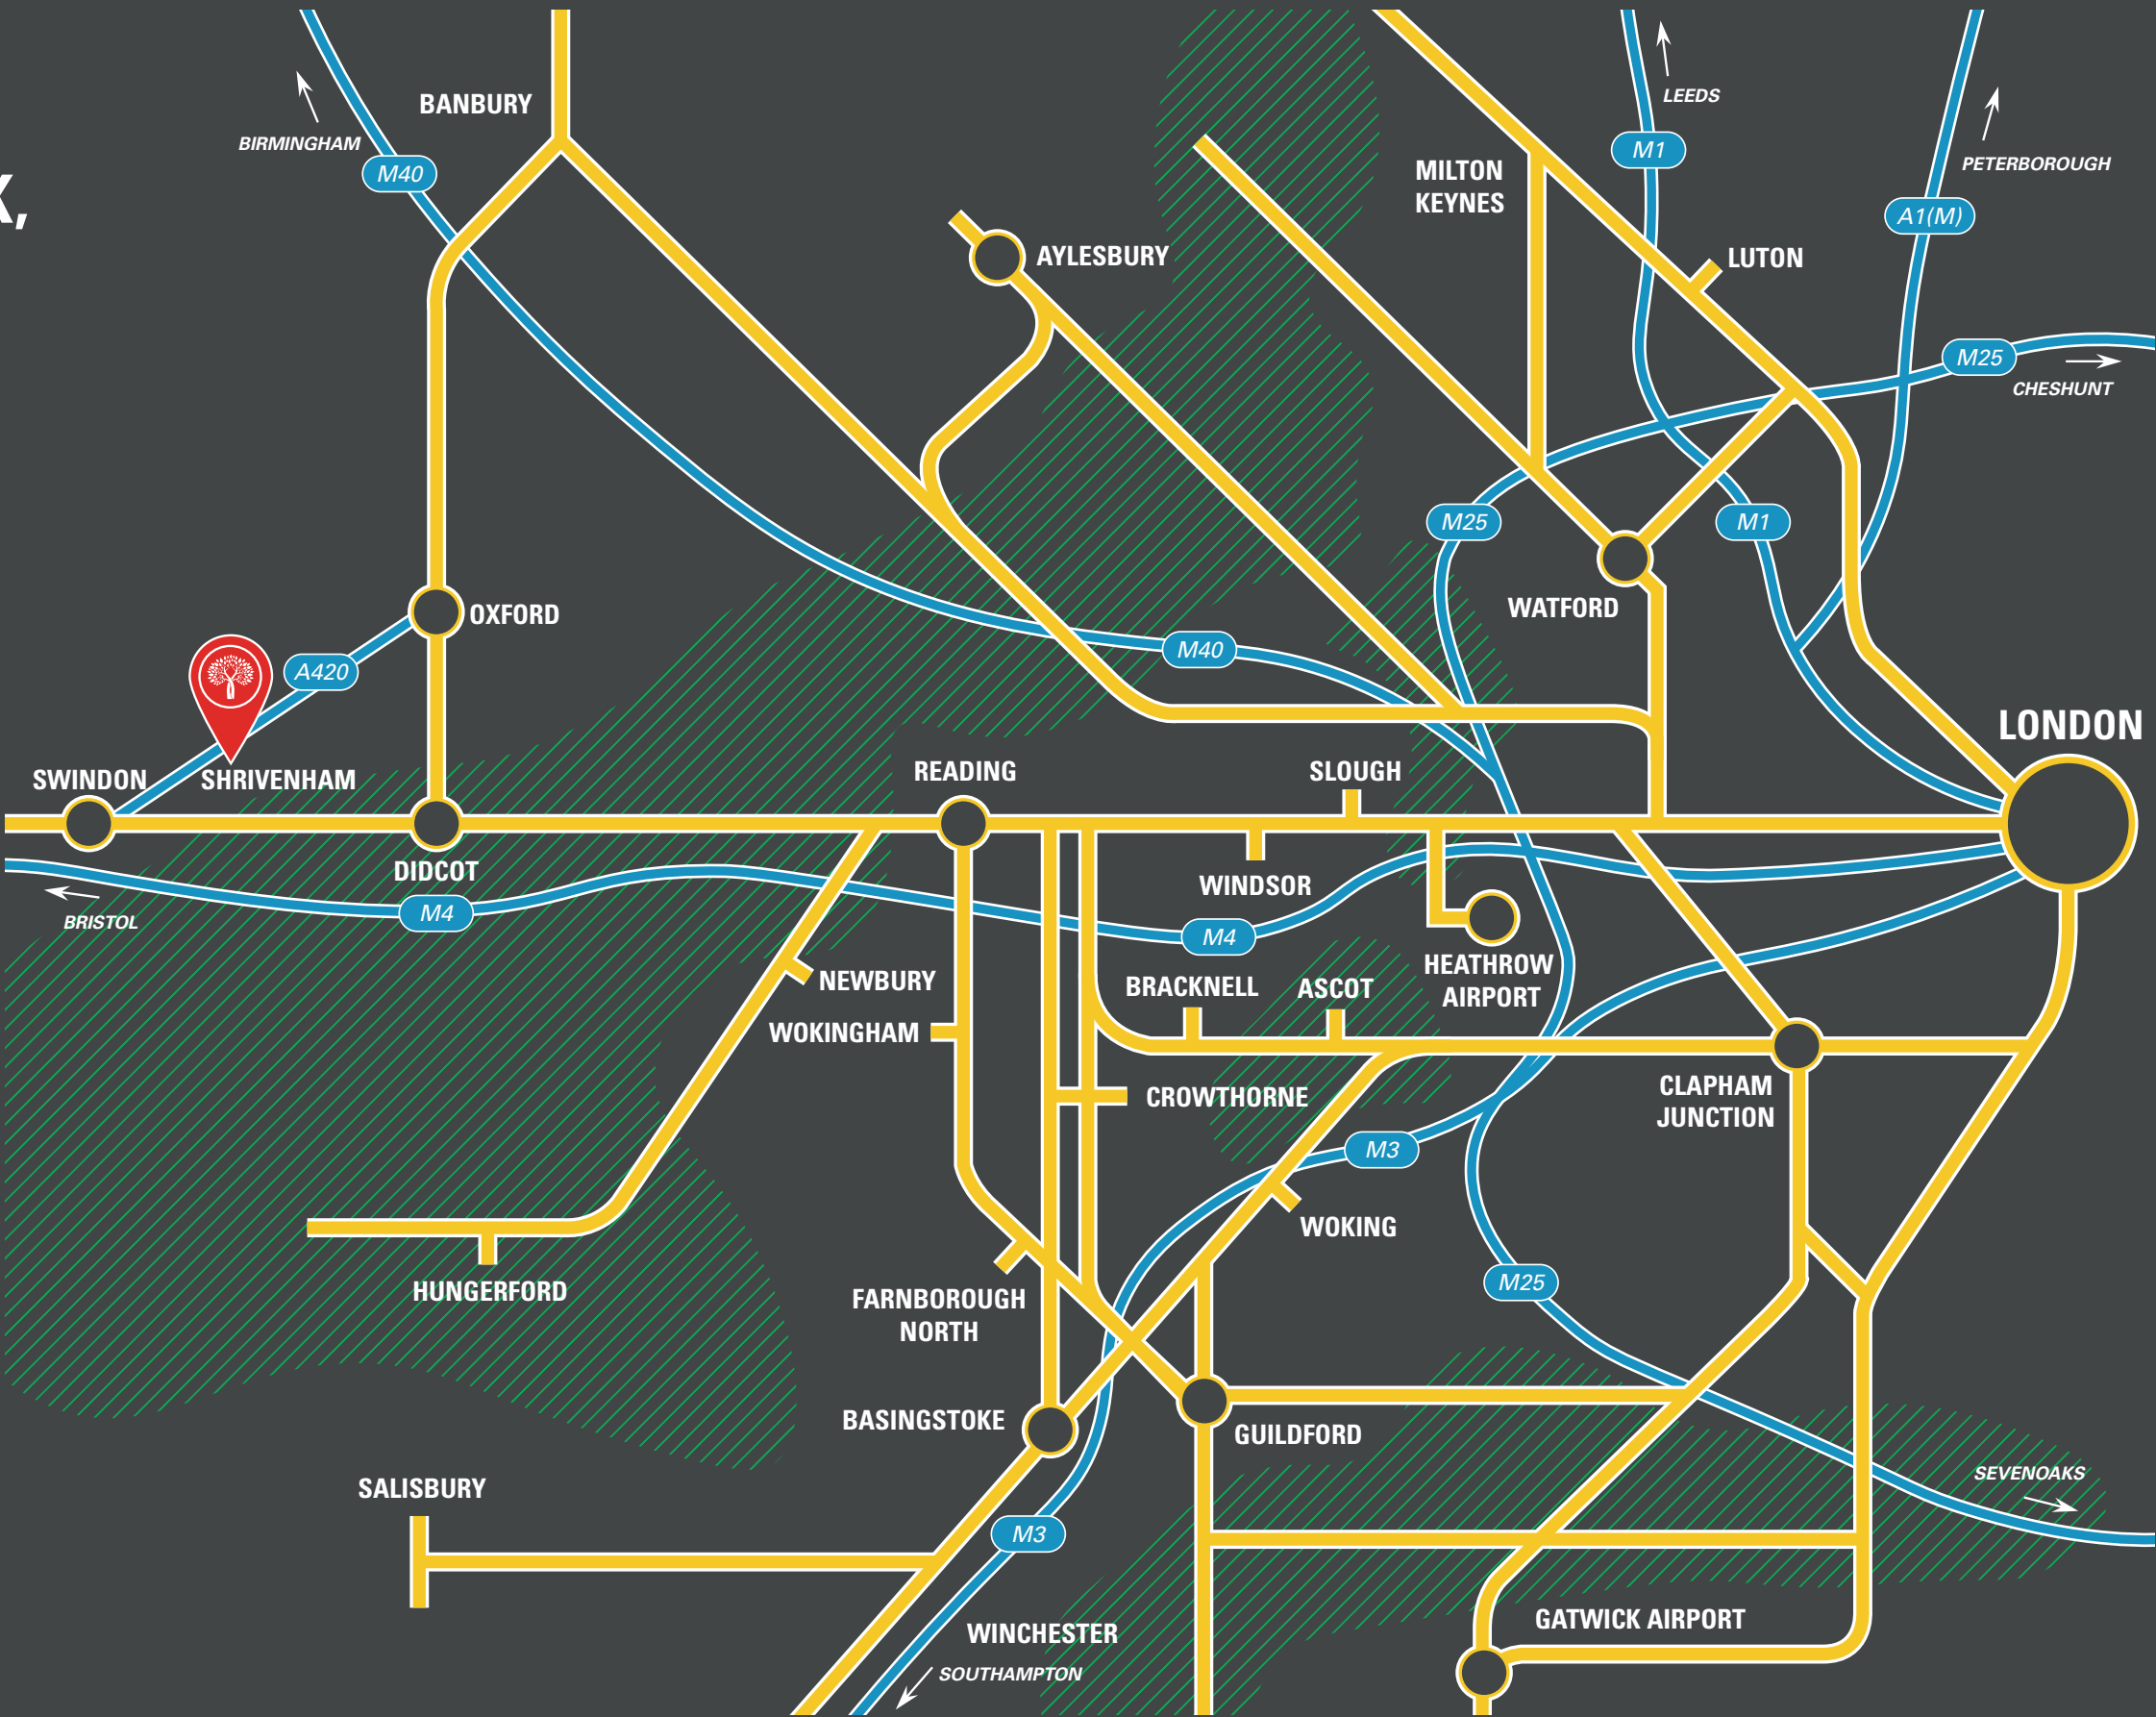 BANBURY
BIRMINGHAM
M40
LEEDS
M1
PETERBOROUGH
MILTON
KEYNES
A1(M)
X,
AYLESBURY
LUTON
M25
CHESHUNT
M25
M1
OXFORD
WATFORD
M40
A420
LONDON
SWINDON
SHRIVENHAM
READING
SLOUGH
DIDCOT
WINDSOR
M4
BRISTOL
M4
HEATHROW
AIRPORT
NEWBURY
BRACKNELL
ASCOT
WOKINGHAM
CROWTHORNE
CLAPHAM
JUNCTION
M3
WOKING
HUNGERFORD
M25
FARNBOROUGH
NORTH
BASINGSTOKE
GUILDFORD
SALISBURY
SEVENOAKS
M3
WINCHESTER
GATWICK AIRPORT
SOUTHAMPTON